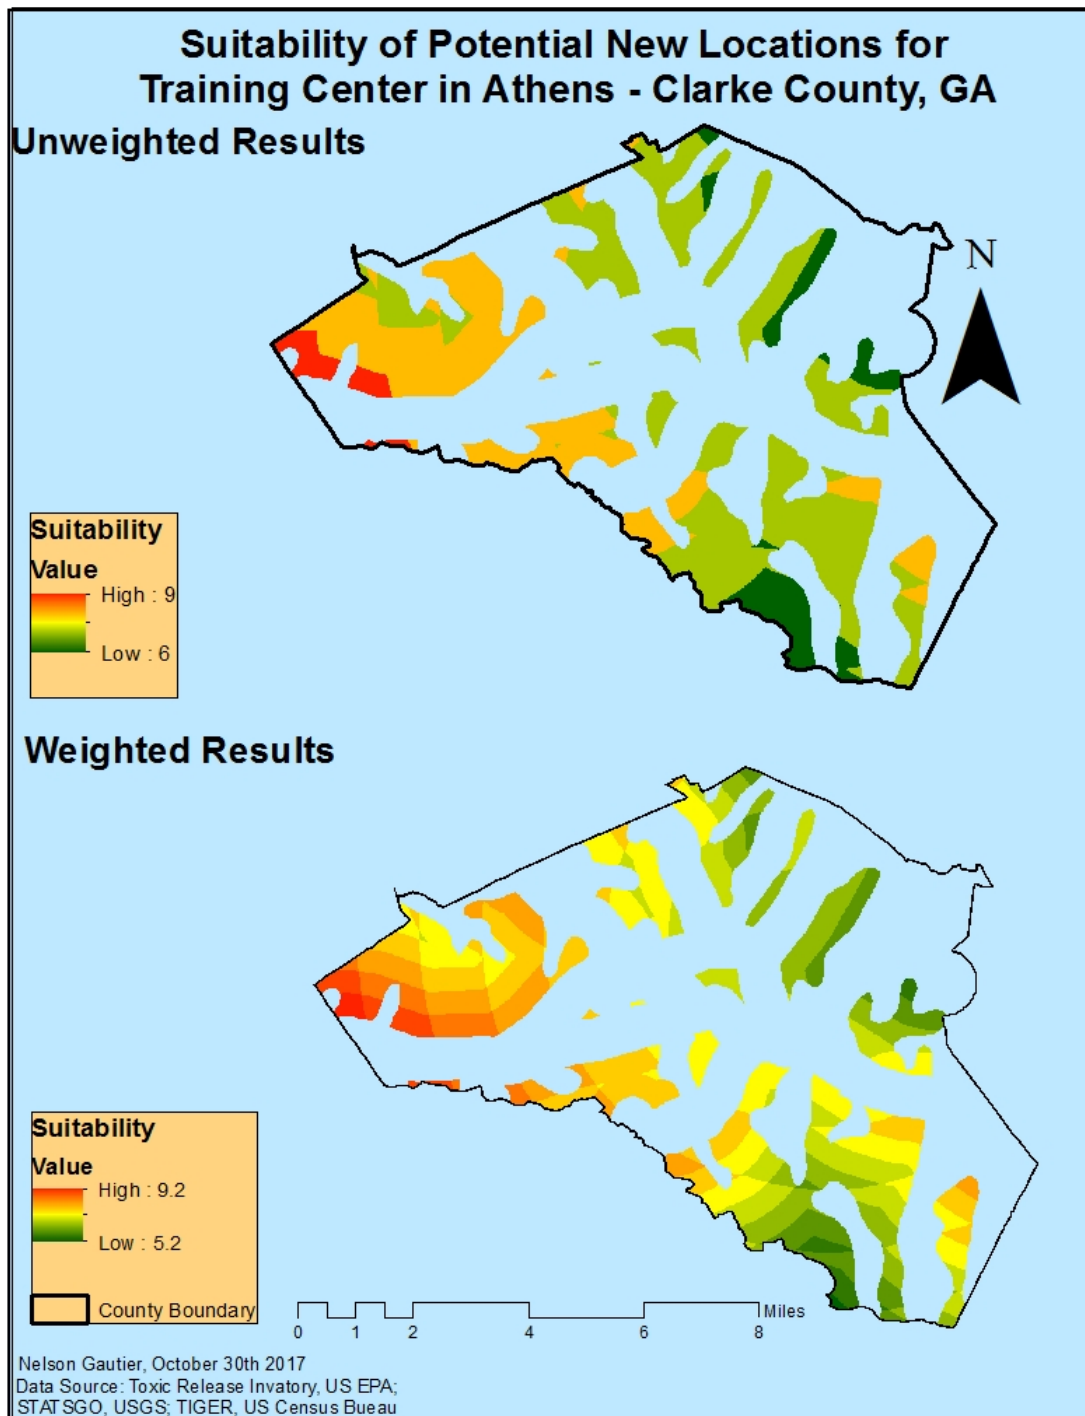 Suitability of Potential New Locations for
Training Center in Athens - Clarke County, GA
Unweighted Results
N
Suitability
Value
High : 9
Low : 6
Weighted Results
Suitability
Value
High : 9.2
Low : 5.2
County Boundary
Miles
0 1 2 4 6 8
Nelson Gautier, October 30th 2017
Data Source: Toxic Release Invatory, US EPA;
STATSGO, USGS; TIGER, US Census Bueau